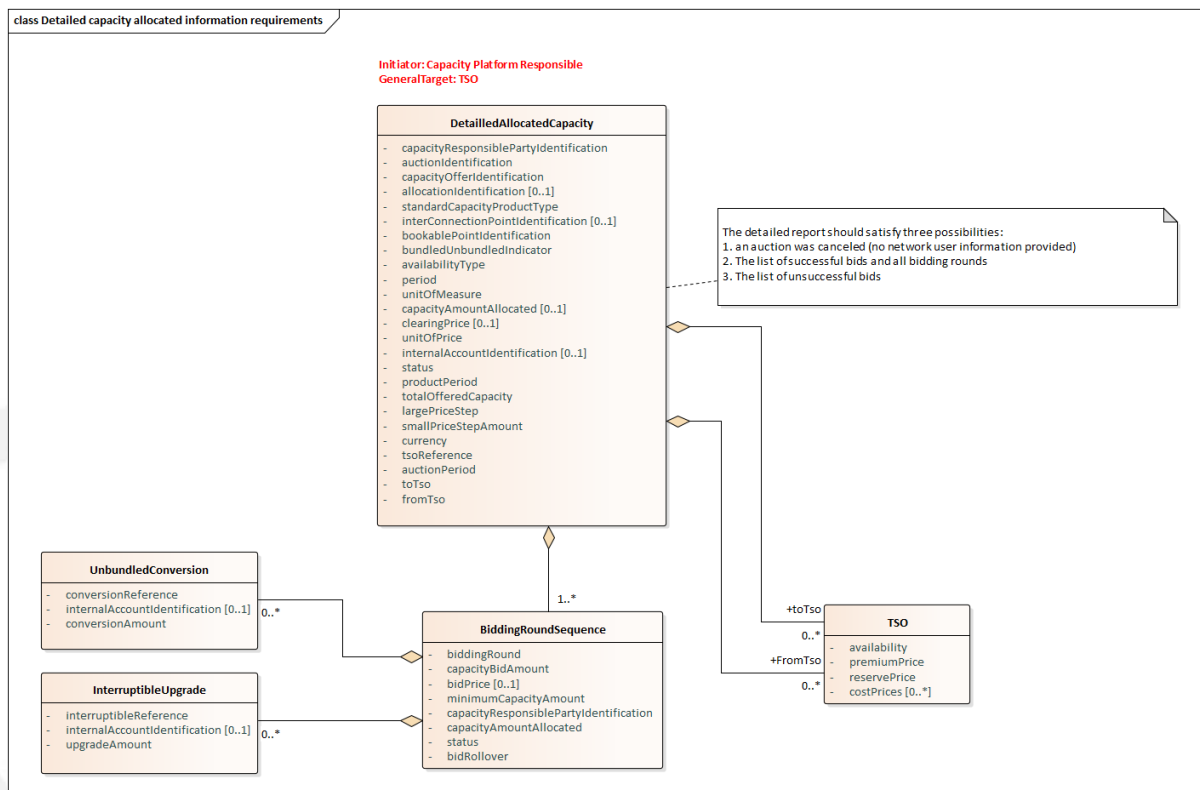 class Detailed capacity allocated information requirements
Initiator: Capacity Platform Responsible
GeneralTarget: TSO
DetailledAllocatedCapacity
- capacityResponsiblePartyIdentification
- auctionIdentification
- capacityOfferIdentification
- allocationIdentification [0..1]
- standardCapacityProductType
- interConnectionPointIdentification [0..1]
- bookablePointIdentification
- bundledUnbundledIndicator
- availabilityType
- period
- unitOfMeasure
- capacityAmountAllocated [0..1]
- clearingPrice [0..1]
- unitOfPrice
- internalAccountIdentification [0..1]
- status
- productPeriod
- totalOfferedCapacity
- largePriceStep
- smallPriceStepAmount
- currency
- tsoReference
- auctionPeriod
- toTso
- fromTso
The detailed report should satisfy three possibilities:
1. an auction was canceled (no network user information provided)
2. The list of successful bids and all bidding rounds
3. The list of unsuccessful bids
UnbundledConversion
- conversionReference
- internalAccountIdentification [0..1]
- conversionAmount
0..*
InterruptibleUpgrade
- interruptibleReference
- internalAccountIdentification [0..1]
- upgradeAmount
0..*
1..*
BiddingRoundSequence
- biddingRound
- capacityBidAmount
- bidPrice [0..1]
- minimumCapacityAmount
- capacityResponsiblePartyIdentification
- capacityAmountAllocated
- status
- bidRollover
+toTso
0..*
+FromTso
0..*
TSO
- availability
- premiumPrice
- reservePrice
- costPrices [0..*]